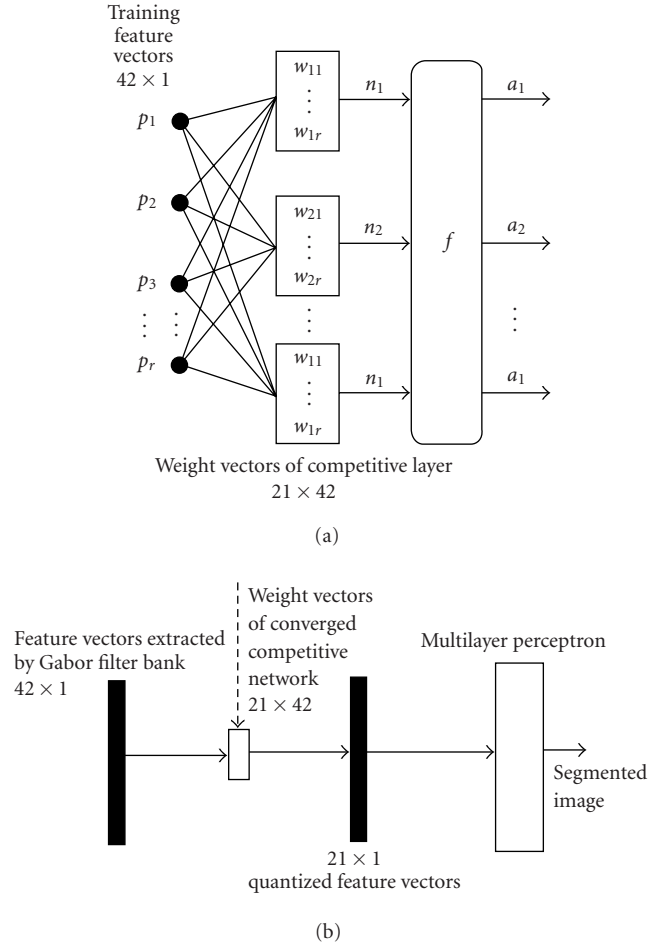 Training
feature
vectors
42 × 1
p1
p2
p3
⋮ ⋮
pr
w11
⋮
w1r
w21
⋮
w2r
⋮
w11
⋮
w1r
n1
n2
n1
f
a1
a2
⋮
a1
Weight vectors of competitive layer
21 × 42
(a)
Feature vectors extracted
by Gabor filter bank
42 × 1
Weight vectors
of converged
competitive
network
21 × 42
21 × 1
quantized feature vectors
Multilayer perceptron
Segmented
image
(b)